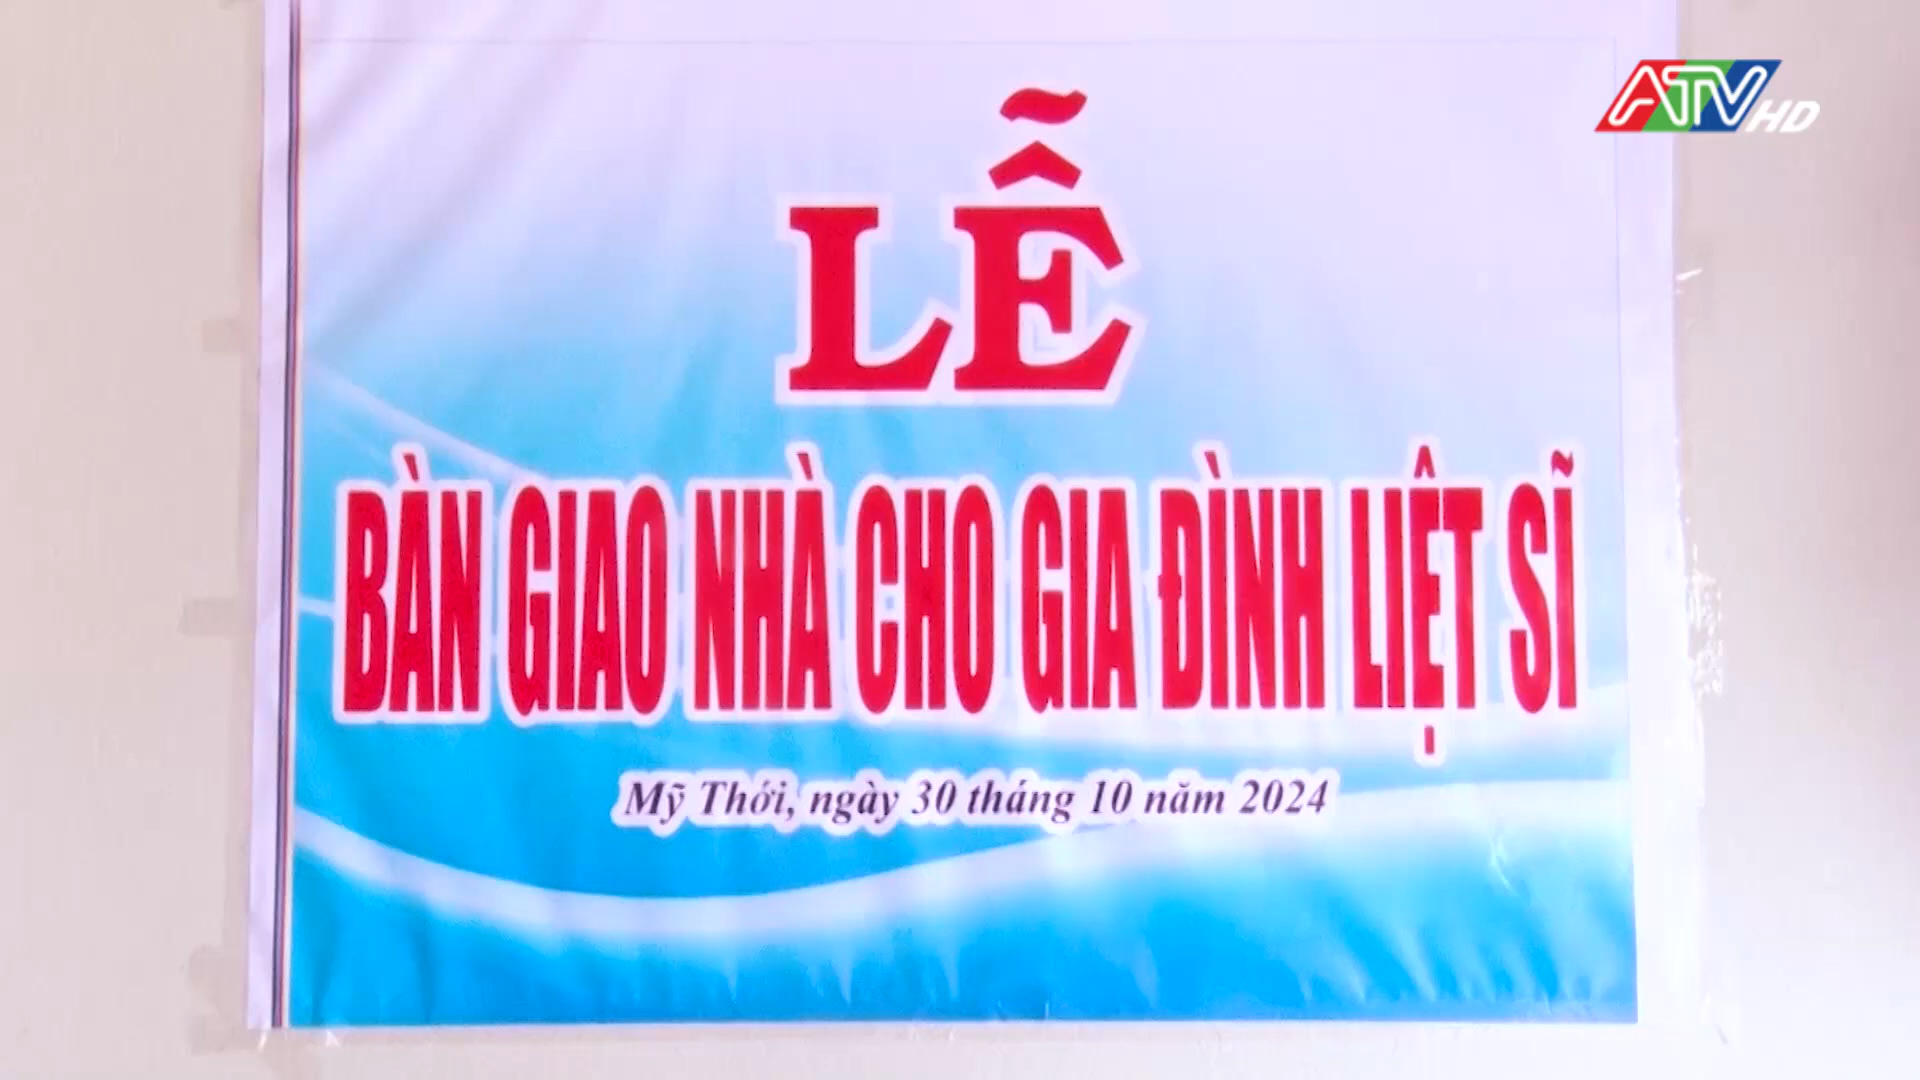 ATV HD
LỄ
BÀN GIAO NHÀ CHO GIA ĐÌNH LIỆT SĨ
Mỹ Thới, ngày 30 tháng 10 năm 2024